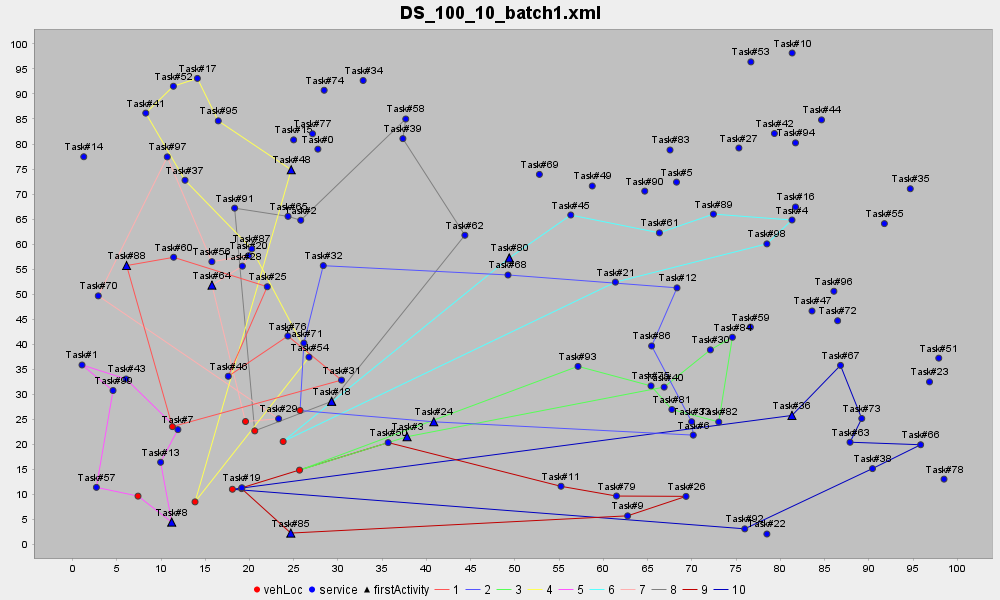 DS_100_10_batch1.xml
100
95
90
85
80
75
70
65
60
55
50
45
40
35
30
25
20
15
10
5
0
Task#10
Task#53
Task#17
Task#34
Task#52
Task#74
Task#41
Task#58
Task#95
Task#44
Task#77
Task#42
Task#39
Task#94
Task#0
Task#27
Task#83
Task#14
Task#97
Task#48
Task#69
Task#37
Task#5
Task#49
Task#90
Task#35
Task#91
Task#16
Task#65
Task#2
Task#45
Task#89
Task#4
Task#55
Task#61
Task#62
Task#98
Task#87
Task#20
Task#80
Task#88
Task#60
Task#56
Task#28
Task#32
Task#68
Task#64
Task#25
Task#21
Task#12
Task#70
Task#96
Task#47
Task#72
Task#59
Task#76
Task#71
Task#84
Task#86
Task#54
Task#30
Task#1
Task#43
Task#93
Task#67
Task#51
Task#46
Task#31
Task#99
Task#40
Task#23
Task#18
Task#81
Task#36
Task#29
Task#24
Task#33
Task#82
Task#73
Task#7
Task#3
Task#6
Task#50
Task#63
Task#66
Task#13
Task#38
Task#57
Task#19
Task#11
Task#78
Task#79
Task#26
Task#8
Task#9
Task#85
Task#92
Task#22
0 5 10 15 20 25 30 35 40 45 50 55 60 65 70 75 80 85 90 95 100
vehLoc service firstActivity 1 2 3 4 5 6 7 8 9 10